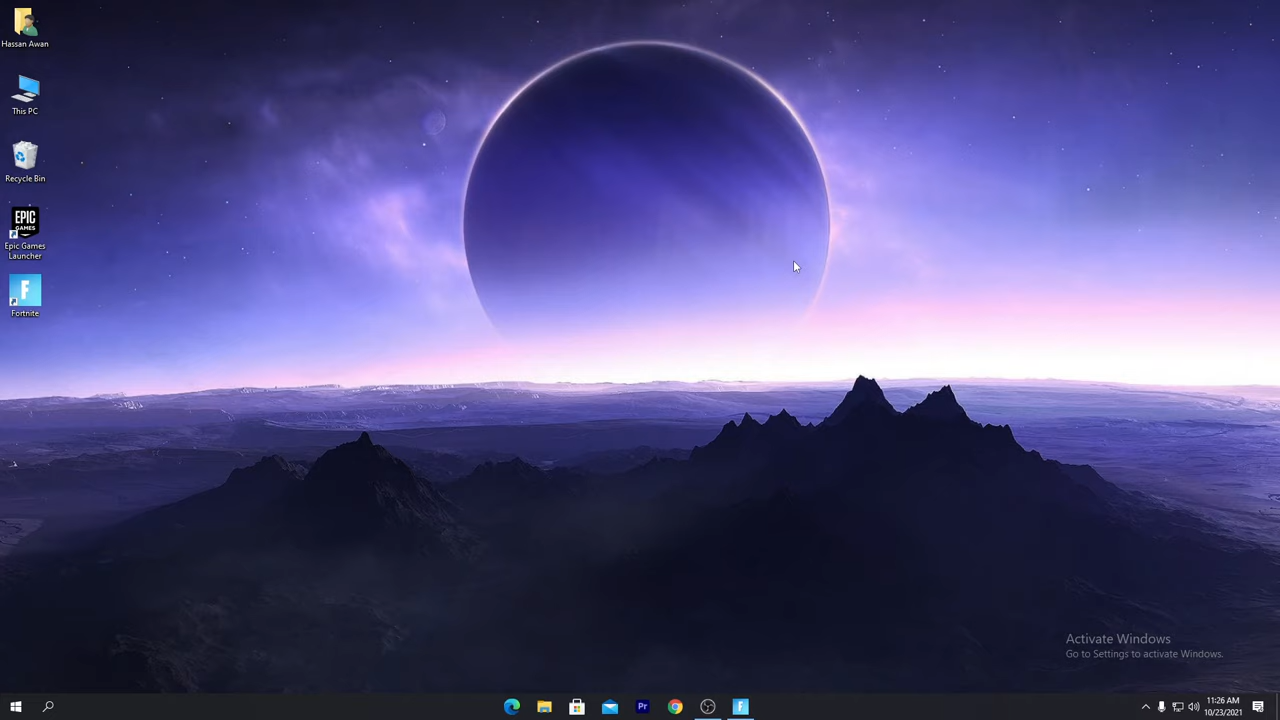 Hassan Awan
This PC
Recycle Bin
EPIC
GAMES
Epic Games
Launcher
F
Fortnite
Activate Windows
Go to Settings to activate Windows.
Pr
F
11:26 AM
10/23/2021